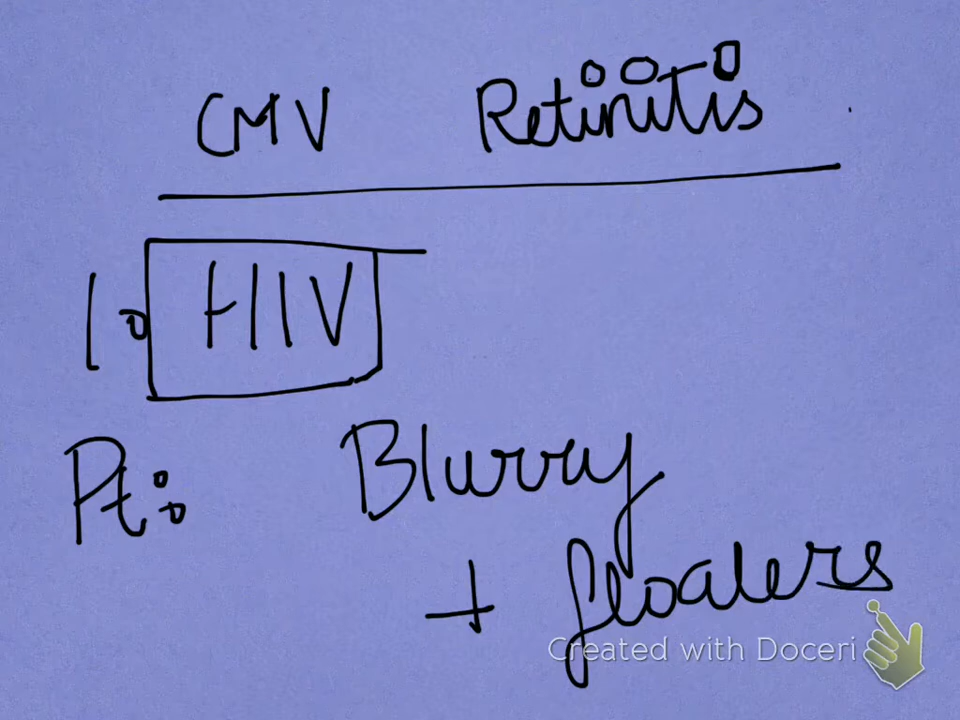 CMV Retinitis
1. HIV
Pt: Blurry
+ floaters
Created with Doceri